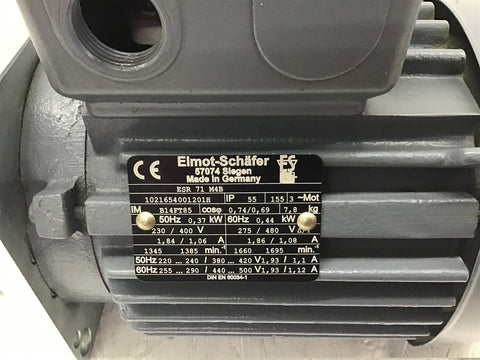 CE Elmot-Schäfer
57074 Siegen
Made in Germany
ESR 71 M4B
1021654001201H IP 55 155 3 ~Mot
IM B14FT85 cosφ 0,74/0,69 7,8 kg
50Hz 0,37 kW 60Hz 0,44 kW
230 / 400 V 275 / 480 V
1,84 / 1,06 A 1,86 / 1,08 A
1345 1385 min. 1660 1695 min.
50Hz 220 ... 240 / 380 ... 420 V 1,93 / 1,1 A
60Hz 255 ... 290 / 440 ... 500 V 1,93 / 1,12 A
DIN EN 60034-1